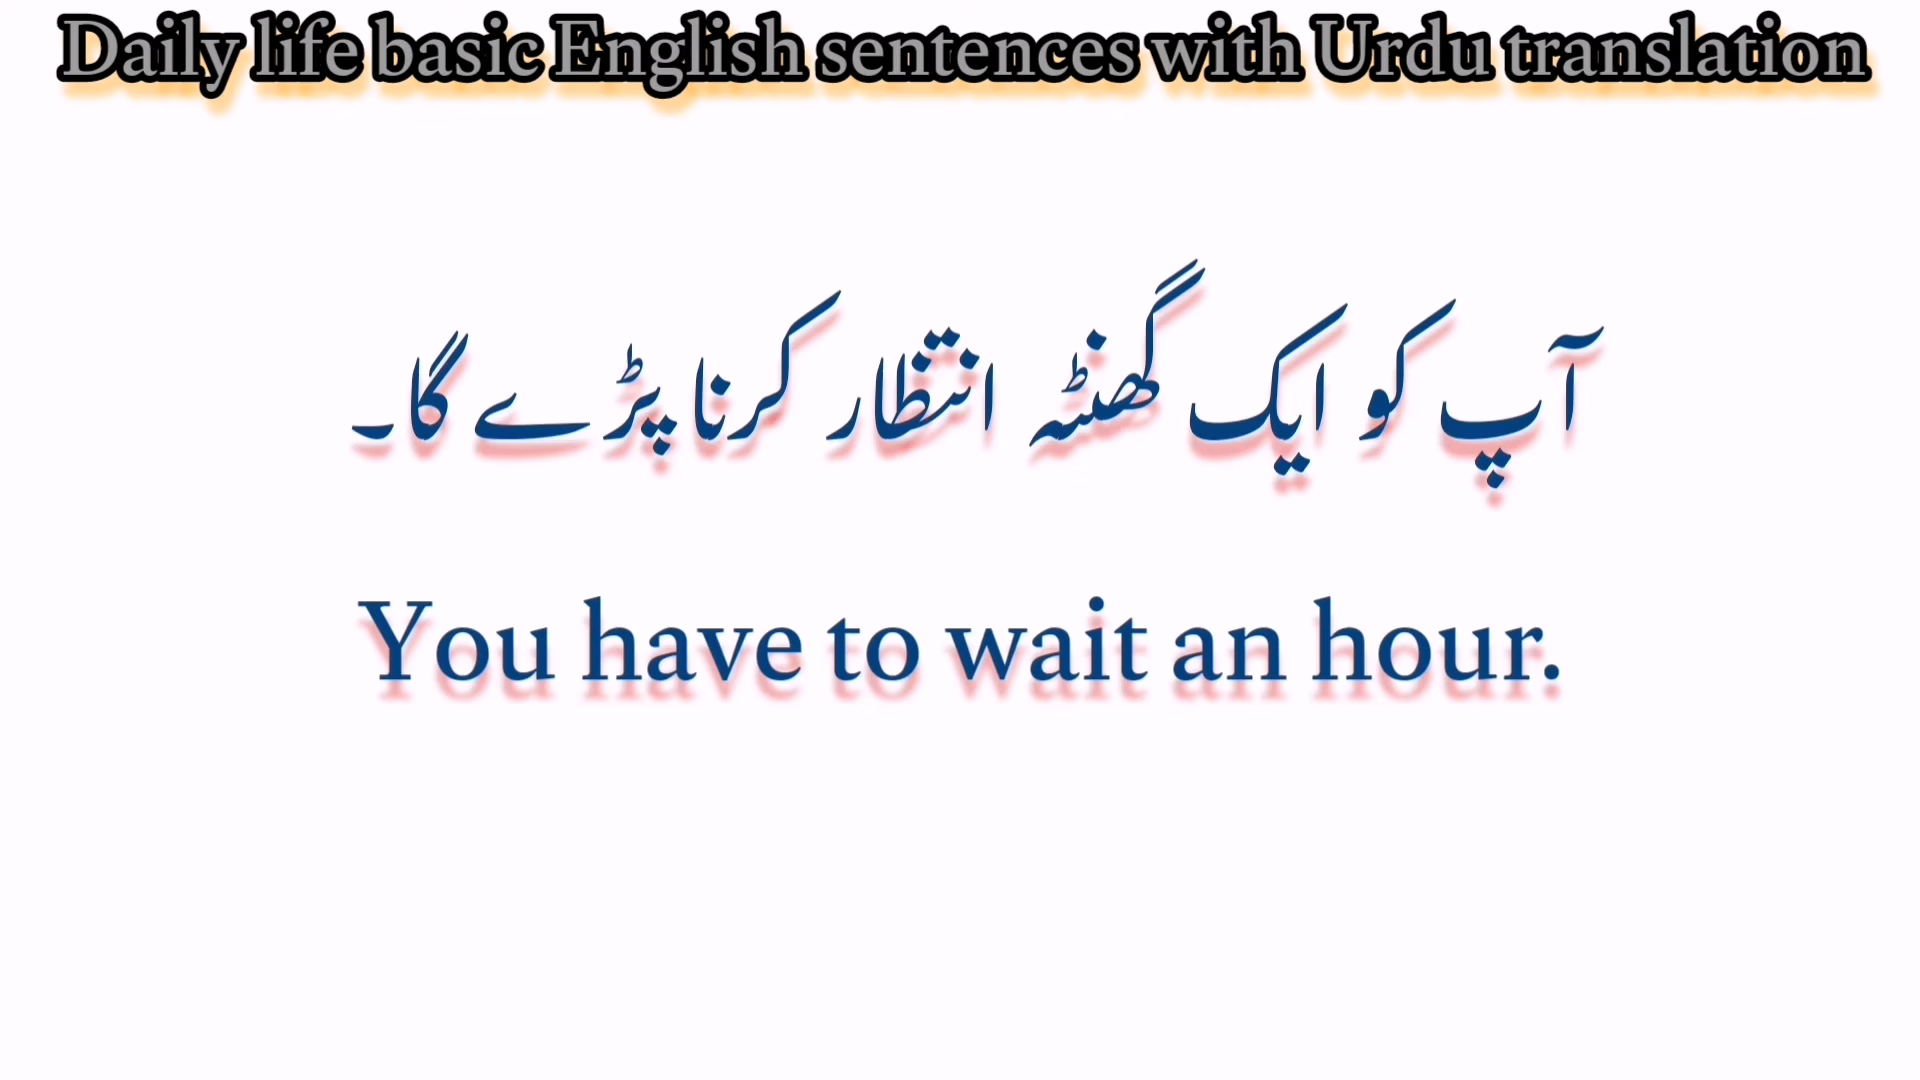 Daily life basic English sentences with Urdu translation
آپ کو ایک گھنٹہ انتظار کرنا پڑے گا۔
You have to wait an hour.